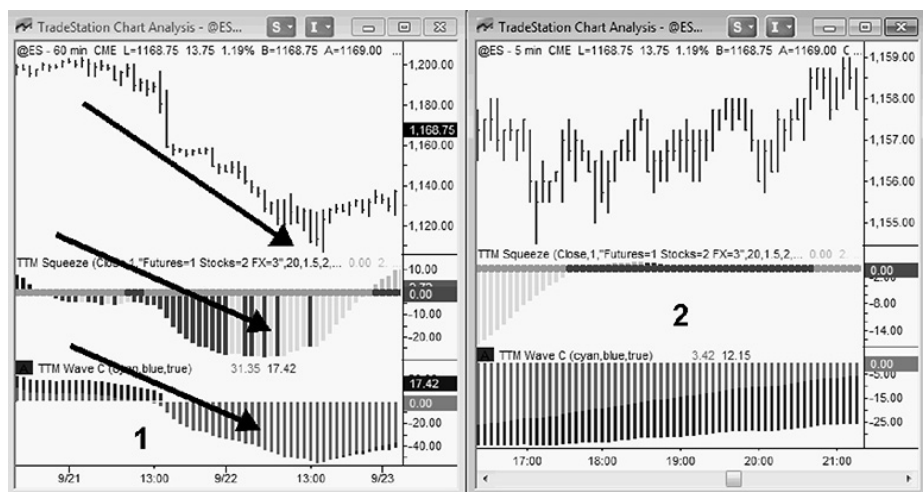 TradeStation Chart Analysis - @ES...
S
I
@ES - 60 min CME L=1168.75 13.75 1.19% B=1168.75 A=1169.00 ...
1,200.00
1,180.00
1,168.75
1,160.00
1,140.00
1,120.00
TTM Squeeze (Close,1,"Futures=1 Stocks=2 FX=3",20,1.5,2,... 0.00 2.
10.00
0.00
-10.00
-20.00
A TTM Wave C (cyan,blue,true) 31.35 17.42
17.42
0.00
-20.00
-40.00
1
9/21 13:00 9/22 13:00 9/23
TradeStation Chart Analysis - @ES...
S
I
@ES - 5 min CME L=1168.75 13.75 1.19% B=1168.75 A=1169.00 C ...
1,159.00
1,158.00
1,157.00
1,156.00
1,155.00
TTM Squeeze (Close,1,"Futures=1 Stocks=2 FX=3",20,1.5,2,... 0.00 2.
0.00
-8.00
-14.00
2
A TTM Wave C (cyan,blue,true) 3.42 12.15
0.00
-15.00
-25.00
17:00 18:00 19:00 20:00 21:00